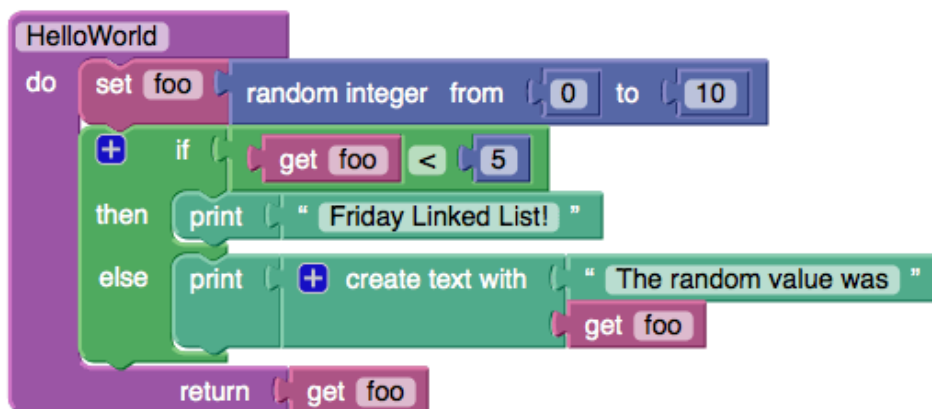 HelloWorld
do set foo random integer from 0 to 10
if get foo < 5
then print “ Friday Linked List! ”
else print create text with “ The random value was ”
get foo
return get foo